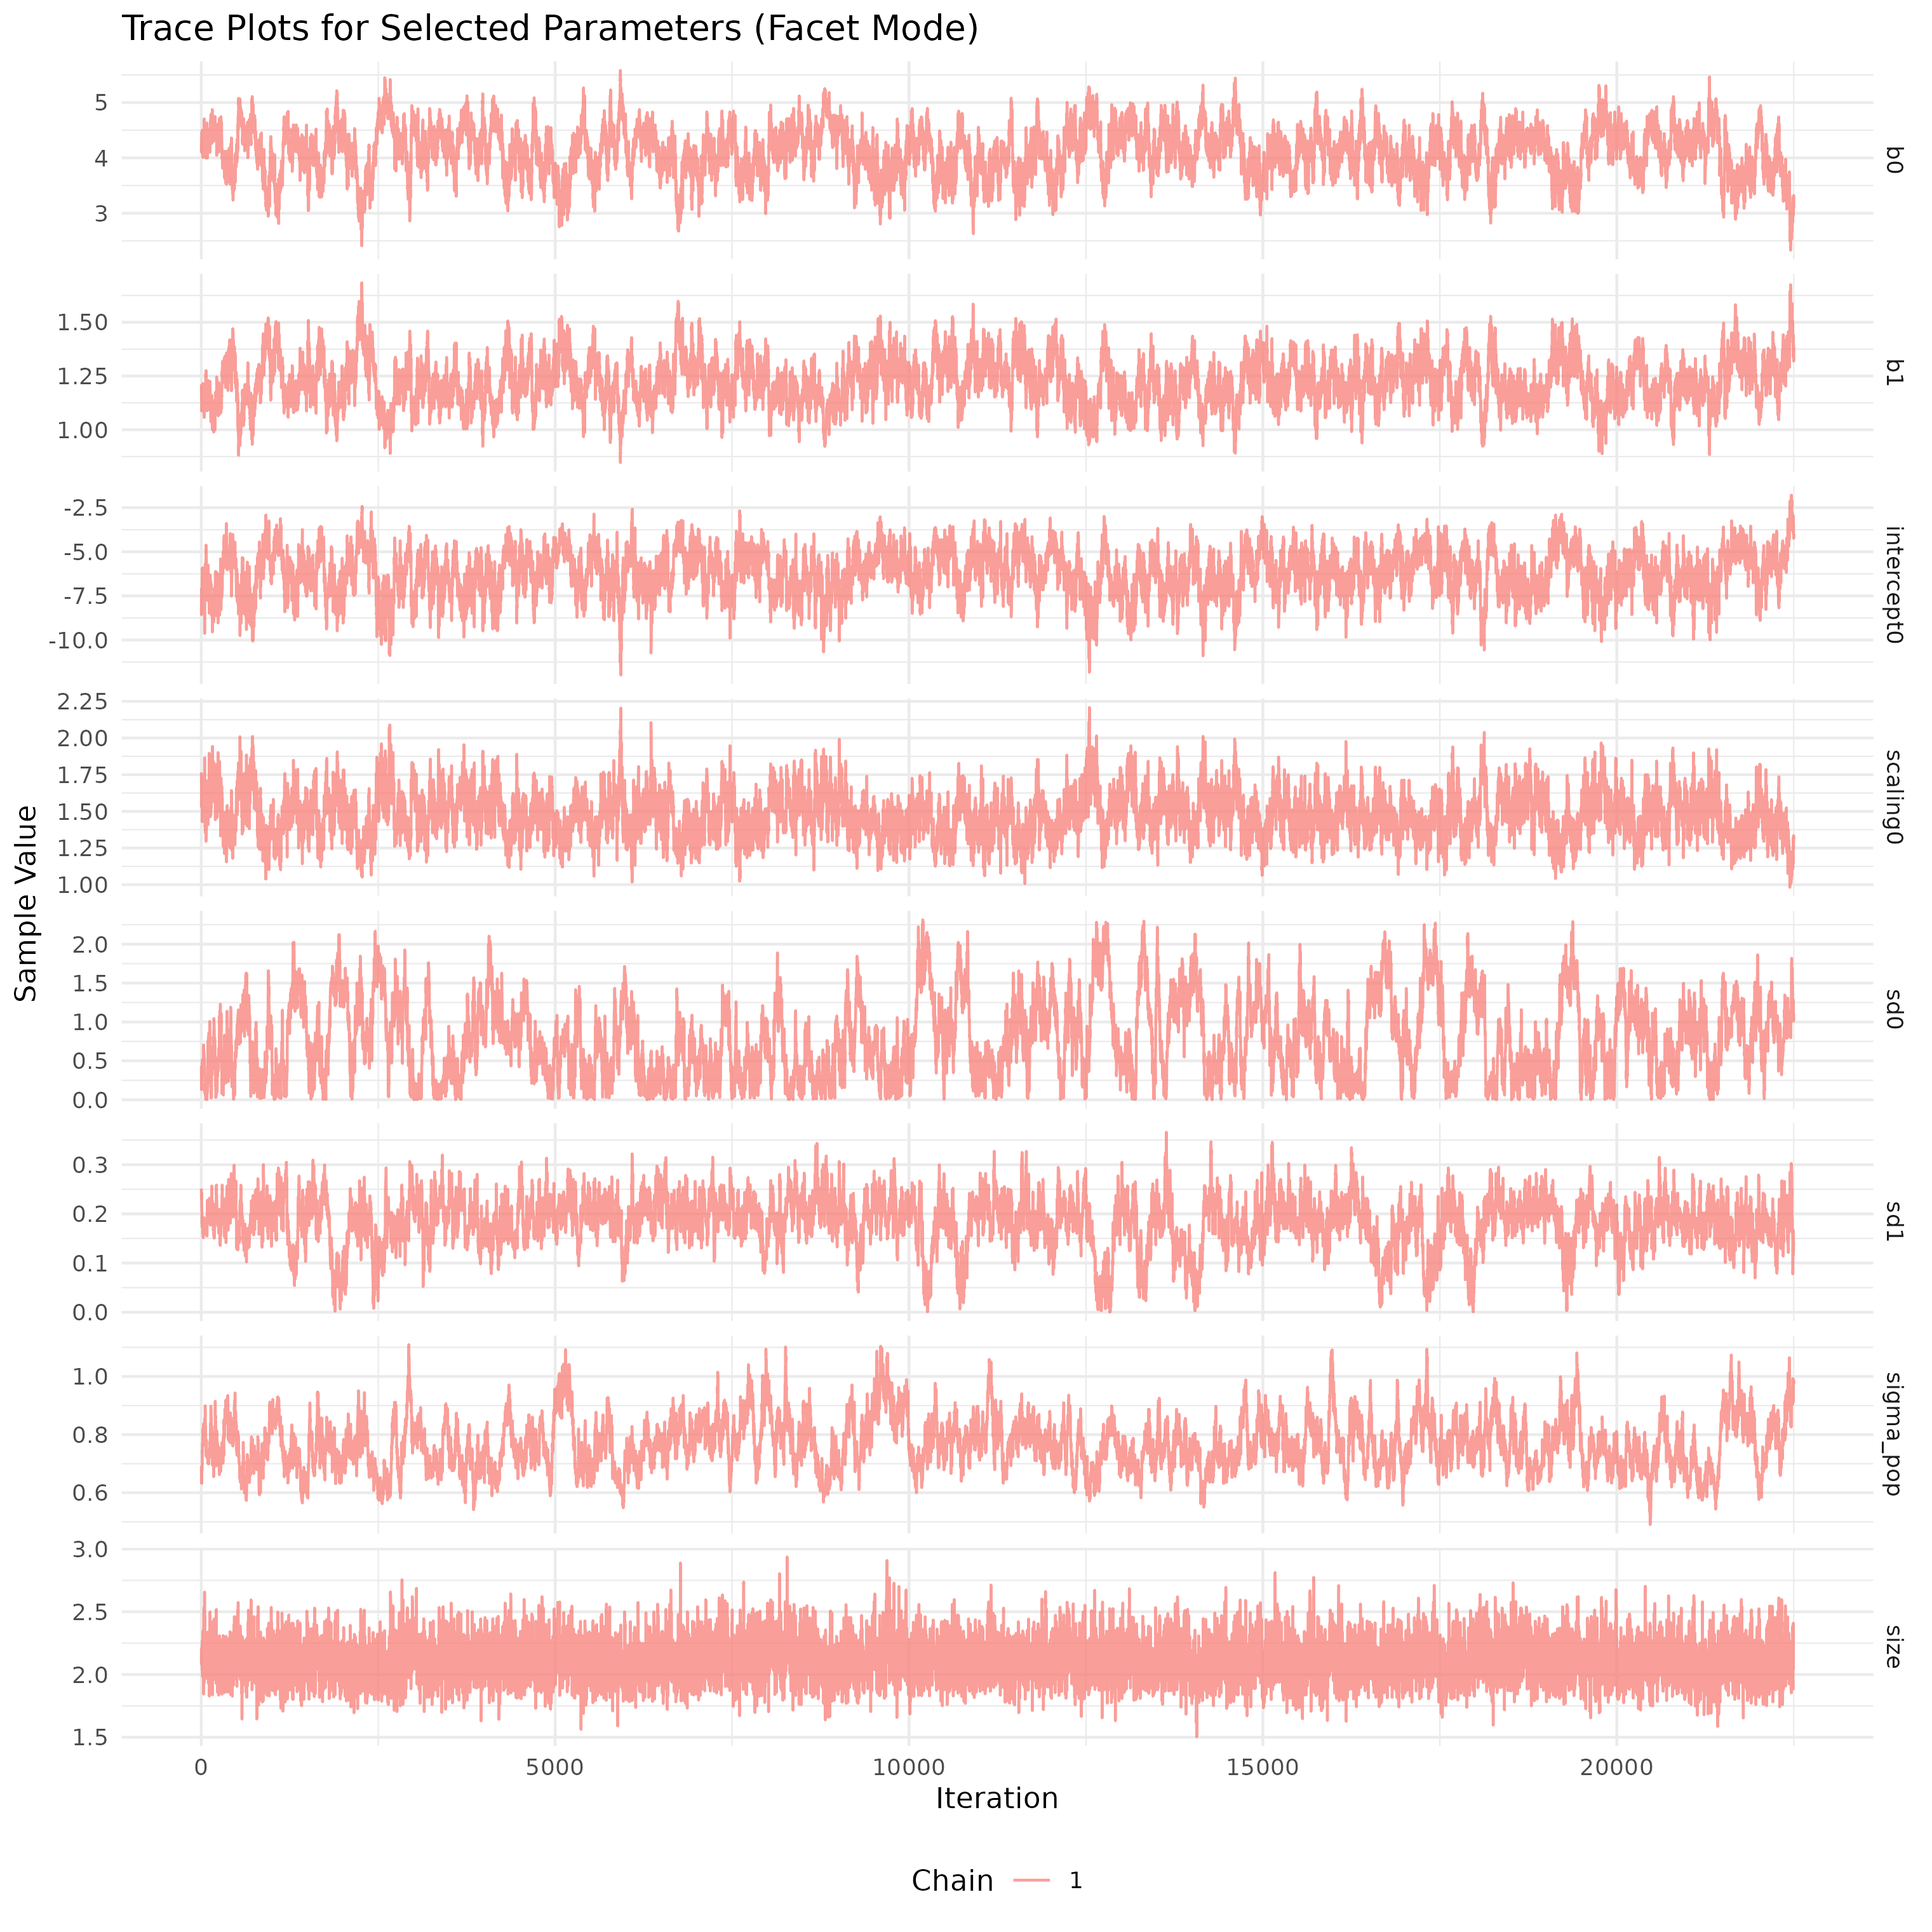 Trace Plots for Selected Parameters (Facet Mode)
5
4
3
b0
1.50
1.25
1.00
b1
-2.5
-5.0
-7.5
-10.0
intercept0
2.25
2.00
1.75
1.50
1.25
1.00
scaling0
2.0
1.5
1.0
0.5
0.0
sd0
0.3
0.2
0.1
0.0
sd1
1.0
0.8
0.6
sigma_pop
3.0
2.5
2.0
1.5
size
Sample Value
0 5000 10000 15000 20000
Iteration
Chain 1